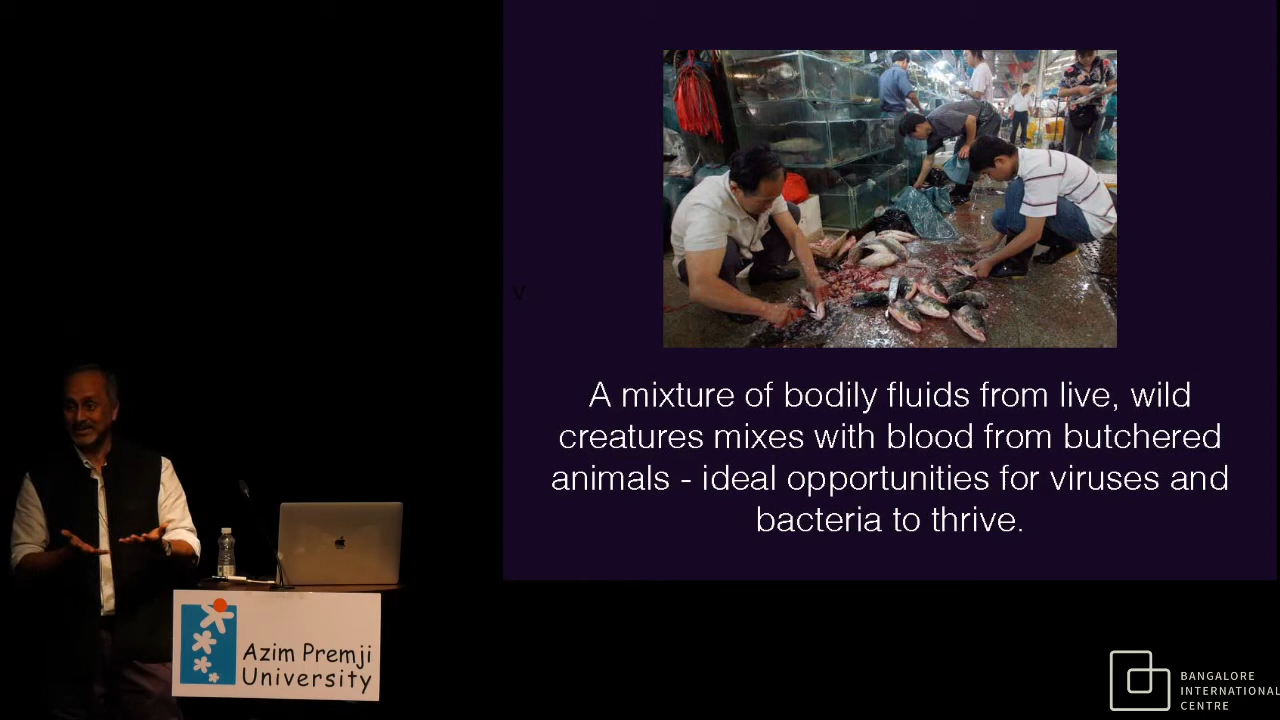 A mixture of bodily fluids from live, wild
creatures mixes with blood from butchered
animals - ideal opportunities for viruses and
bacteria to thrive.
V
Azim Premji
University
BANGALORE
INTERNATIONAL
CENTRE